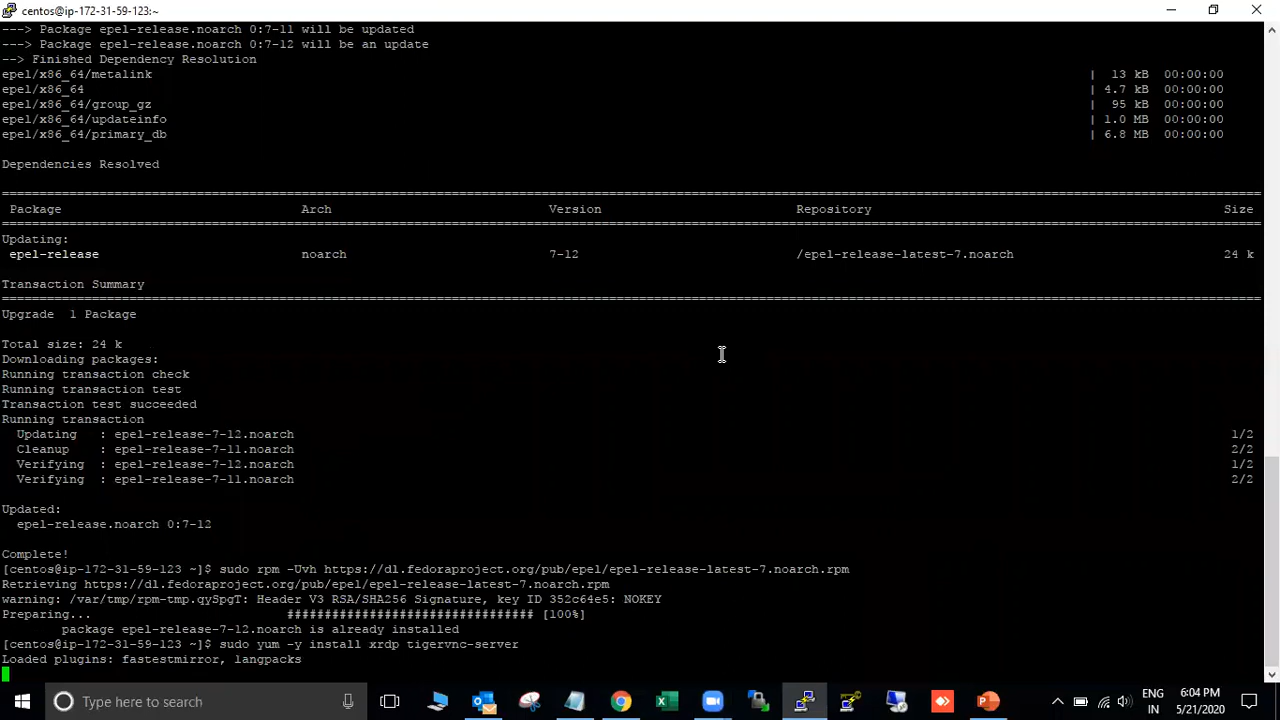 centos@ip-172-31-59-123:~
---> Package epel-release.noarch 0:7-11 will be updated
---> Package epel-release.noarch 0:7-12 will be an update
--> Finished Dependency Resolution
epel/x86_64/metalink | 13 kB 00:00:00
epel/x86_64 | 4.7 kB 00:00:00
epel/x86_64/group_gz | 95 kB 00:00:00
epel/x86_64/updateinfo | 1.0 MB 00:00:00
epel/x86_64/primary_db | 6.8 MB 00:00:00
Dependencies Resolved
Package Arch Version Repository Size
Updating:
epel-release noarch 7-12 /epel-release-latest-7.noarch 24 k
Transaction Summary
Upgrade 1 Package
Total size: 24 k
Downloading packages:
Running transaction check
Running transaction test
Transaction test succeeded
Running transaction
Updating : epel-release-7-12.noarch 1/2
Cleanup : epel-release-7-11.noarch 2/2
Verifying : epel-release-7-12.noarch 1/2
Verifying : epel-release-7-11.noarch 2/2
Updated:
epel-release.noarch 0:7-12
Complete!
[centos@ip-172-31-59-123 ~]$ sudo rpm -Uvh https://dl.fedoraproject.org/pub/epel/epel-release-latest-7.noarch.rpm
Retrieving https://dl.fedoraproject.org/pub/epel/epel-release-latest-7.noarch.rpm
warning: /var/tmp/rpm-tmp.qySpgT: Header V3 RSA/SHA256 Signature, key ID 352c64e5: NOKEY
Preparing... ################################# [100%]
package epel-release-7-12.noarch is already installed
[centos@ip-172-31-59-123 ~]$ sudo yum -y install xrdp tigervnc-server
Loaded plugins: fastestmirror, langpacks
Type here to search
ENG
IN
6:04 PM
5/21/2020